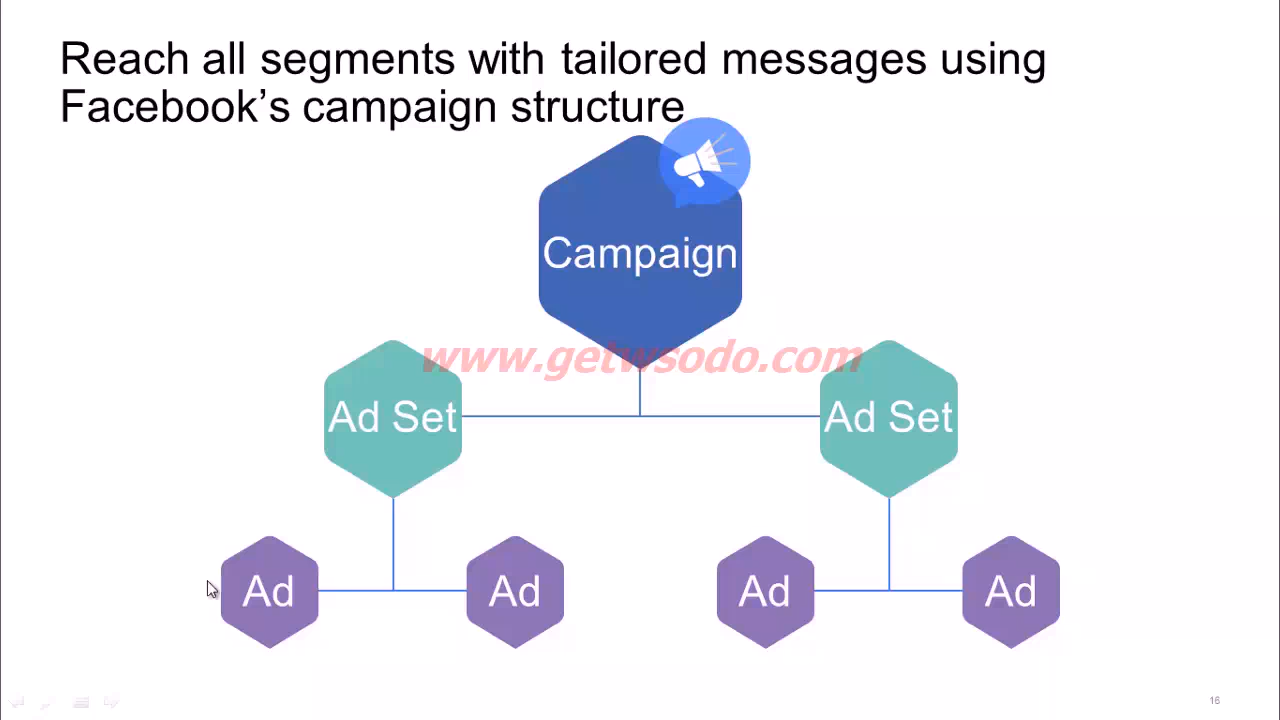 Reach all segments with tailored messages using
Facebook’s campaign structure
Campaign
www.getwsodo.com
Ad Set
Ad Set
Ad
Ad
Ad
Ad
16